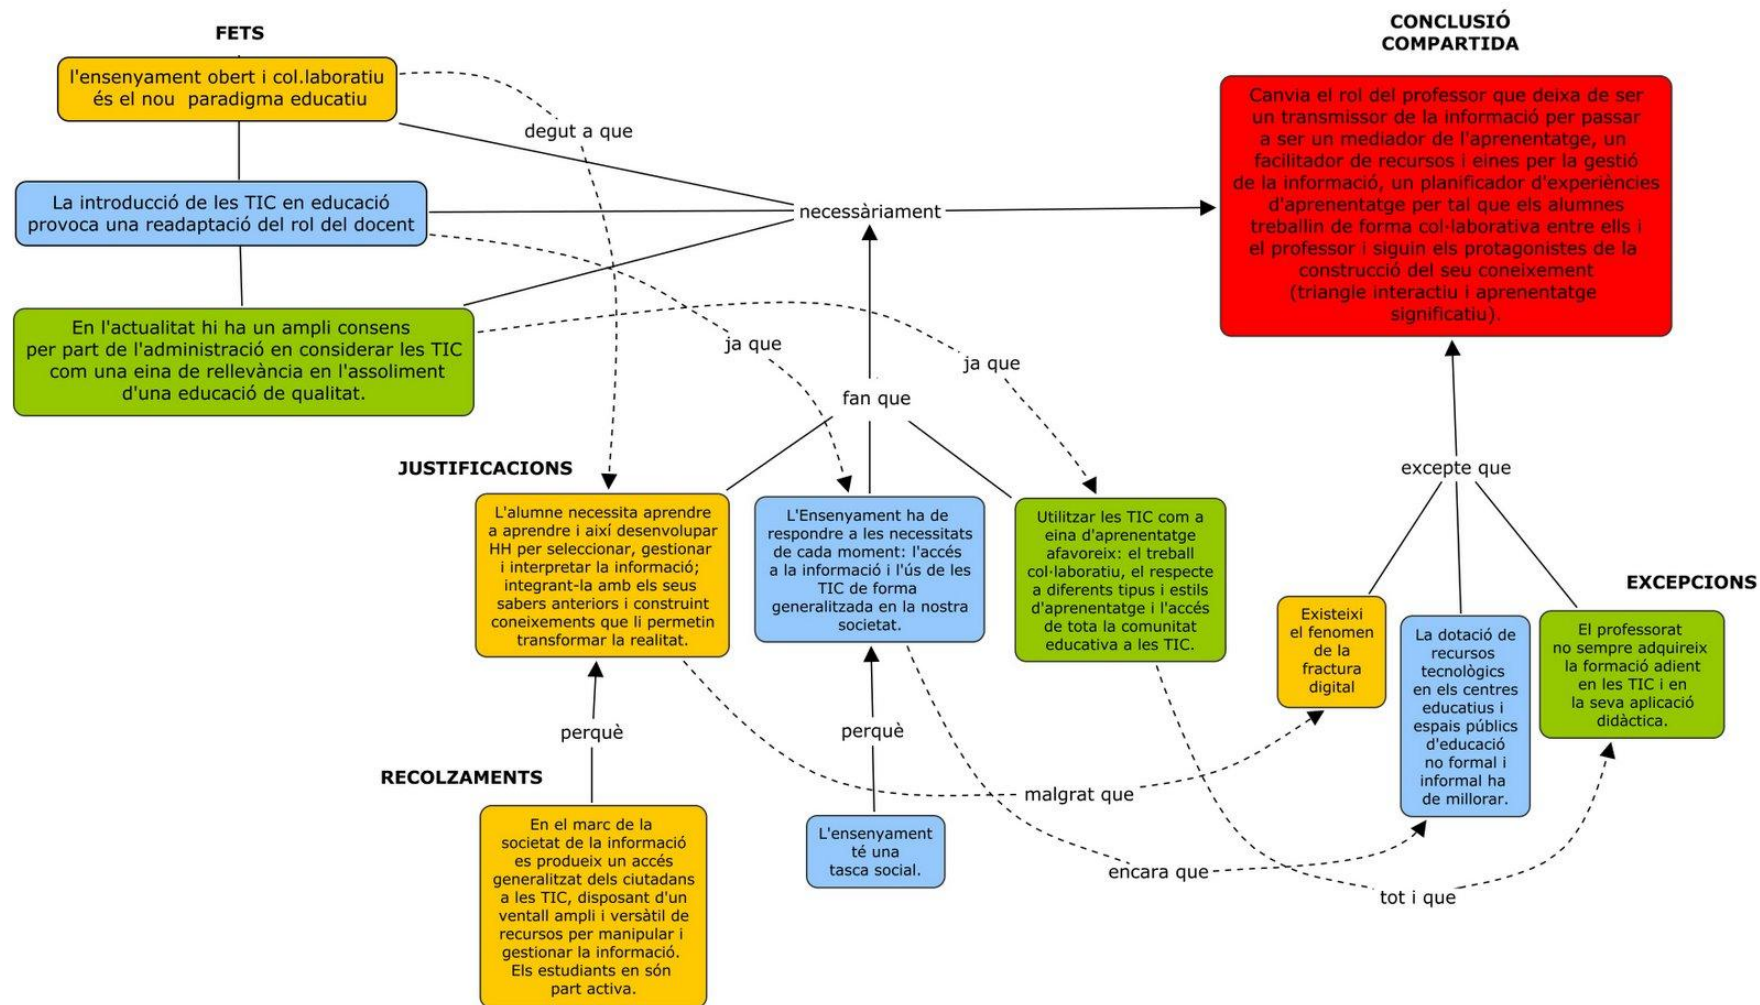 FETS
l'ensenyament obert i col.laboratiu
és el nou paradigma educatiu
La introducció de les TIC en educació
provoca una readaptació del rol del docent
En l'actualitat hi ha un ampli consens
per part de l'administració en considerar les TIC
com una eina de rellevància en l'assoliment
d'una educació de qualitat.
degut a que
ja que
ja que
necessàriament
fan que
CONCLUSIÓ
COMPARTIDA
Canvia el rol del professor que deixa de ser
un transmissor de la informació per passar
a ser un mediador de l'aprenentatge, un
facilitador de recursos i eines per la gestió
de la informació, un planificador d'experiències
d'aprenentatge per tal que els alumnes
treballin de forma col·laborativa entre ells i
el professor i siguin els protagonistes de la
construcció del seu coneixement
(triangle interactiu i aprenentatge
significatiu).
JUSTIFICACIONS
L'alumne necessita aprendre
a aprendre i així desenvolupar
HH per seleccionar, gestionar
i interpretar la informació;
integrant-la amb els seus
sabers anteriors i construint
coneixements que li permetin
transformar la realitat.
L'Ensenyament ha de
respondre a les necessitats
de cada moment: l'accés
a la informació i l'ús de les
TIC de forma
generalitzada en la nostra
societat.
Utilitzar les TIC com a
eina d'aprenentatge
afavoreix: el treball
col·laboratiu, el respecte
a diferents tipus i estils
d'aprenentatge i l'accés
de tota la comunitat
educativa a les TIC.
excepte que
EXCEPCIONS
Existeixi
el fenomen
de la
fractura
digital
La dotació de
recursos
tecnològics
en els centres
educatius i
espais públics
d'educació
no formal i
informal ha
de millorar.
El professorat
no sempre adquireix
la formació adient
en les TIC i en
la seva aplicació
didàctica.
perquè
perquè
malgrat que
encara que
tot i que
RECOLZAMENTS
En el marc de la
societat de la informació
es produeix un accés
generalitzat dels ciutadans
a les TIC, disposant d'un
ventall ampli i versàtil de
recursos per manipular i
gestionar la informació.
Els estudiants en són
part activa.
L'ensenyament
té una
tasca social.